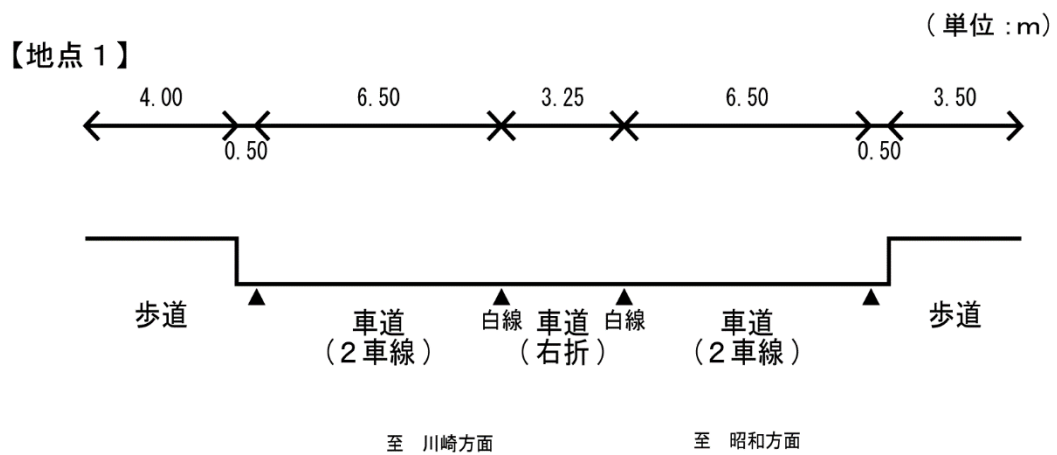 (単位:m)
【地点1】
4.00 6.50 3.25 6.50 3.50
0.50 0.50
歩道 車道 白線 車道 白線 車道 歩道
(2車線) (右折) (2車線)
至 川崎方面 至 昭和方面